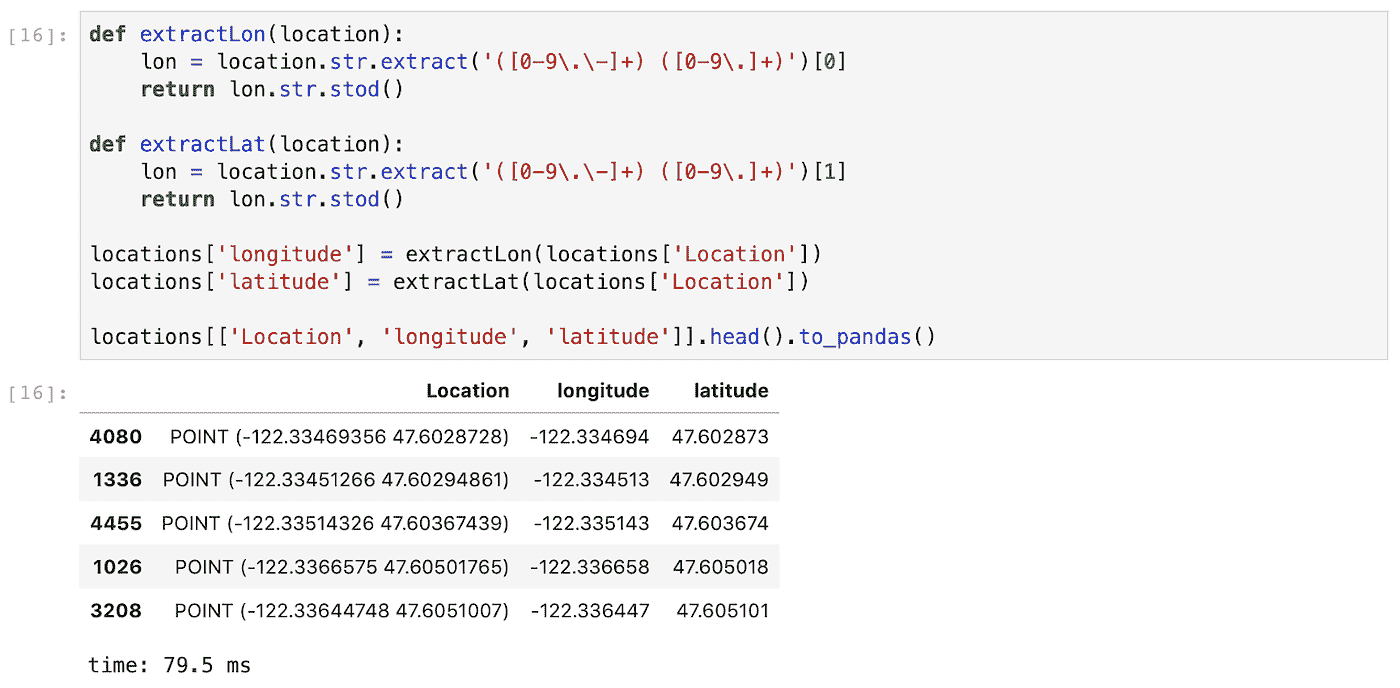 [16]: def extractLon(location):
    lon = location.str.extract('([0-9\.\-]+) ([0-9\.]+)')[0]
    return lon.str.stod()

def extractLat(location):
    lon = location.str.extract('([0-9\.\-]+) ([0-9\.]+)')[1]
    return lon.str.stod()

locations['longitude'] = extractLon(locations['Location'])
locations['latitude'] = extractLat(locations['Location'])

locations[['Location', 'longitude', 'latitude']].head().to_pandas()
[16]: Location longitude latitude
4080 POINT (-122.33469356 47.6028728) -122.334694 47.602873
1336 POINT (-122.33451266 47.60294861) -122.334513 47.602949
4455 POINT (-122.33514326 47.60367439) -122.335143 47.603674
1026 POINT (-122.3366575 47.60501765) -122.336658 47.605018
3208 POINT (-122.33644748 47.6051007) -122.336447 47.605101
time: 79.5 ms